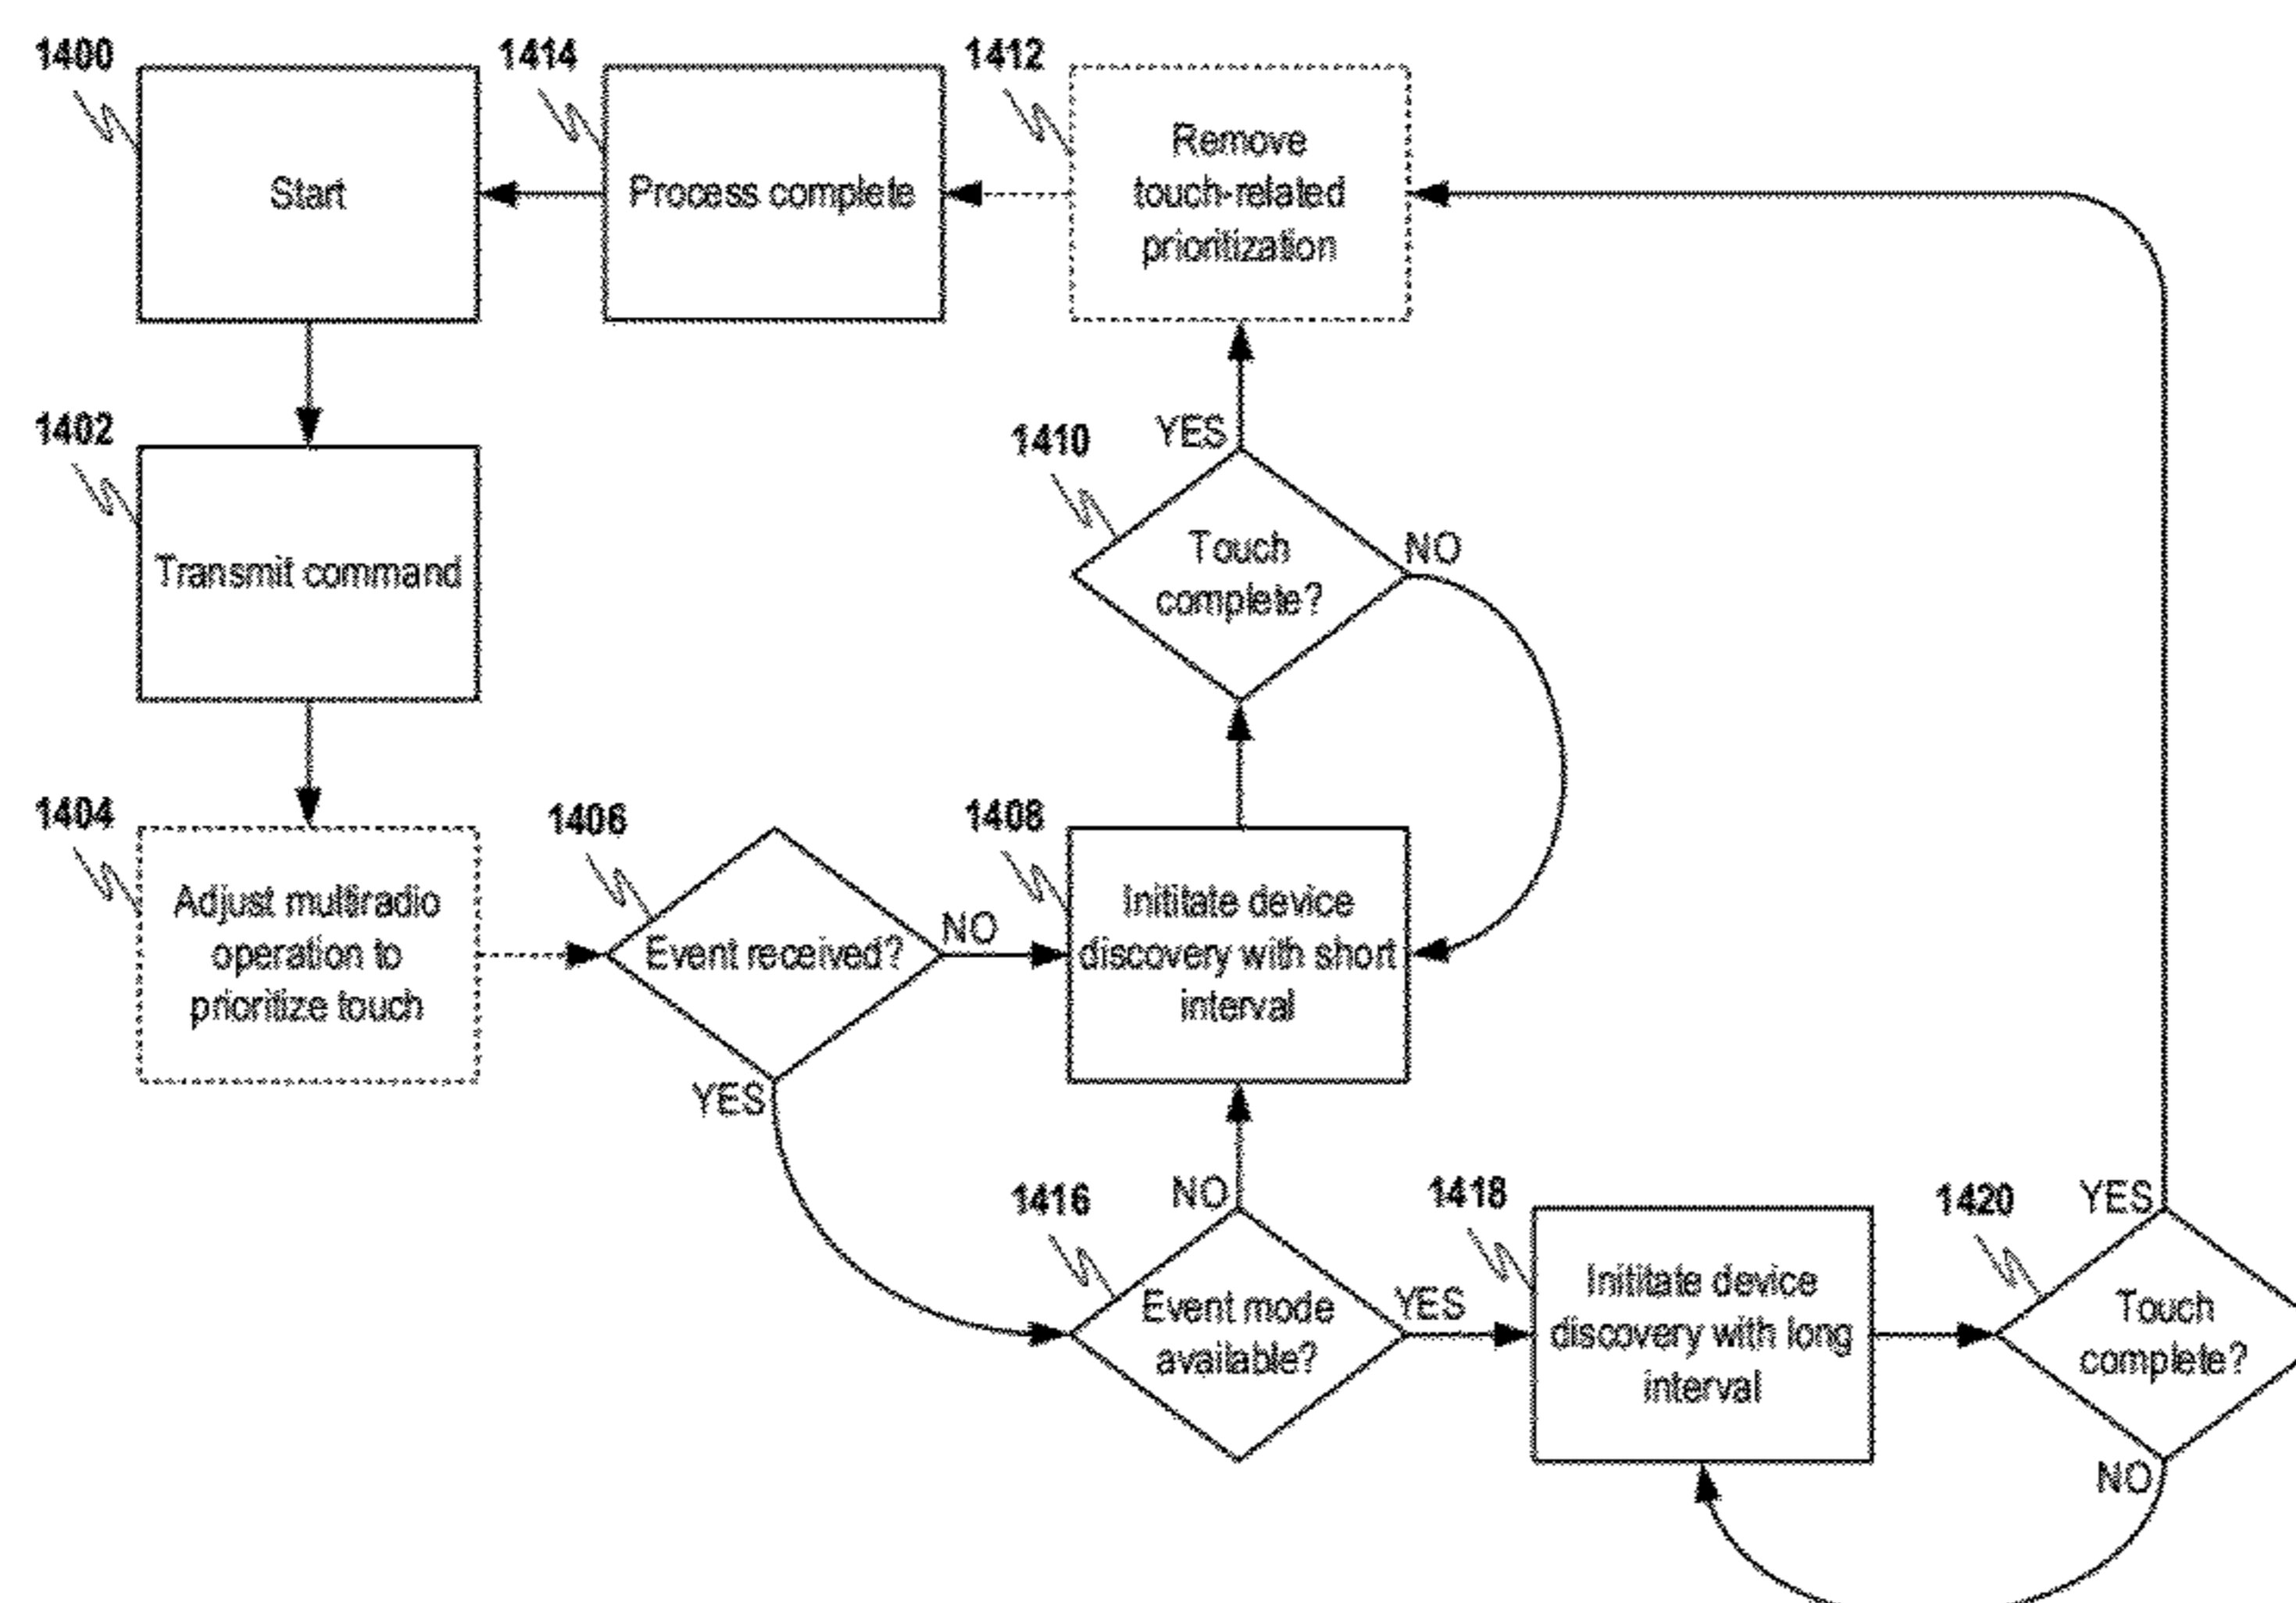 1400
Start
1414
Process complete
1412
Remove
touch-related
prioritization
1402
Transmit command
1410
YES
NO
Touch
complete?
1404
Adjust multiradio
operation to
prioritize touch
1406
Event received?
NO
YES
1408
Inititate device
discovery with short
interval
1416
NO
Event mode
available?
YES
1418
Inititate device
discovery with long
interval
1420
YES
Touch
complete?
NO